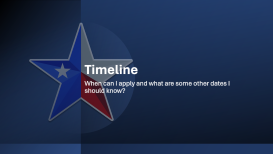 Timeline
When can I apply and what are some other dates I
should know?